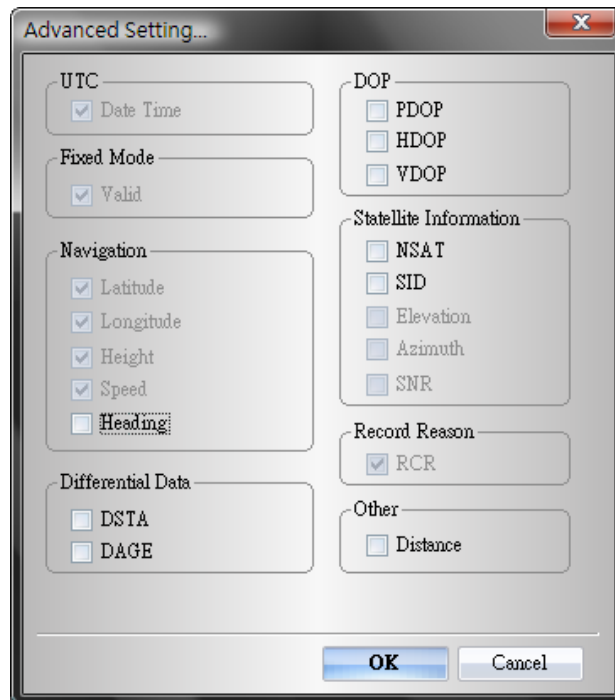 Advanced Setting...
UTC
Date Time
Fixed Mode
Valid
Navigation
Latitude
Longitude
Height
Speed
Heading
Differential Data
DSTA
DAGE
DOP
PDOP
HDOP
VDOP
Statellite Information
NSAT
SID
Elevation
Azimuth
SNR
Record Reason
RCR
Other
Distance
OK
Cancel